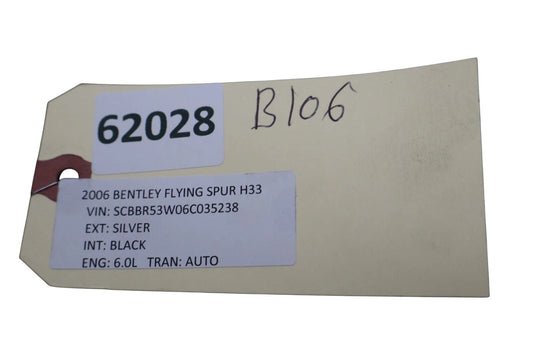 62028
B106
2006 BENTLEY FLYING SPUR H33
VIN: SCBBR53W06C035238
EXT: SILVER
INT: BLACK
ENG: 6.0L TRAN: AUTO